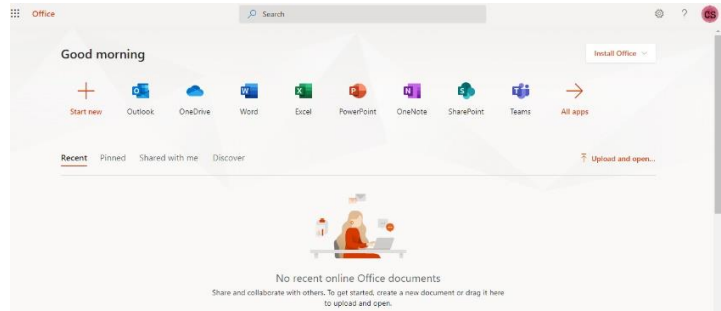 Office
Search
?
CS
Good morning
Install Office
Start new
Outlook
OneDrive
Word
Excel
PowerPoint
OneNote
SharePoint
Teams
All apps
Recent Pinned Shared with me Discover
Upload and open...
No recent online Office documents
Share and collaborate with others. To get started, create a new document or drag it here
to upload and open.